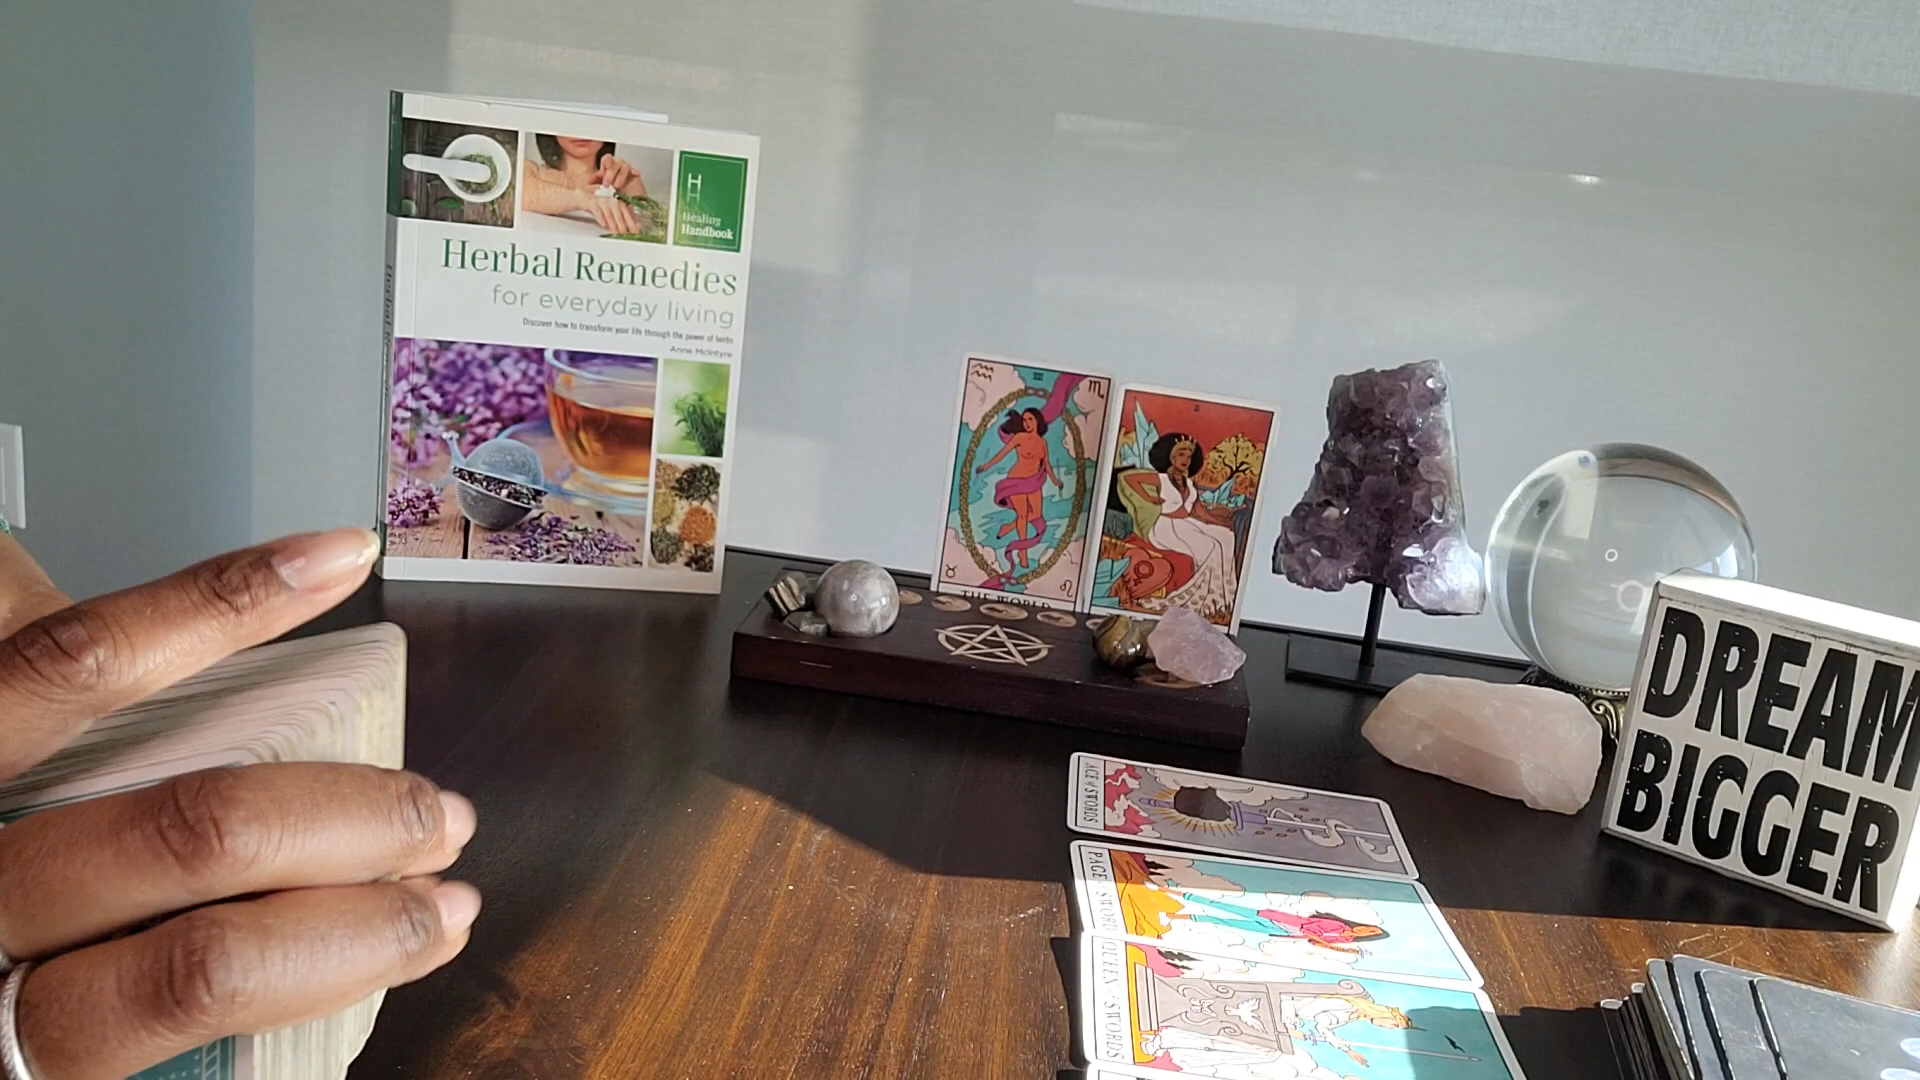 H
Healing
Handbook
Herbal Remedies
for everyday living
Discover how to transform your life through the power of herbs
Anne McIntyre
THE WORLD
ACE of SWORDS
PAGE of SWORD
QUEEN of SWORDS
DREAM
BIGGER